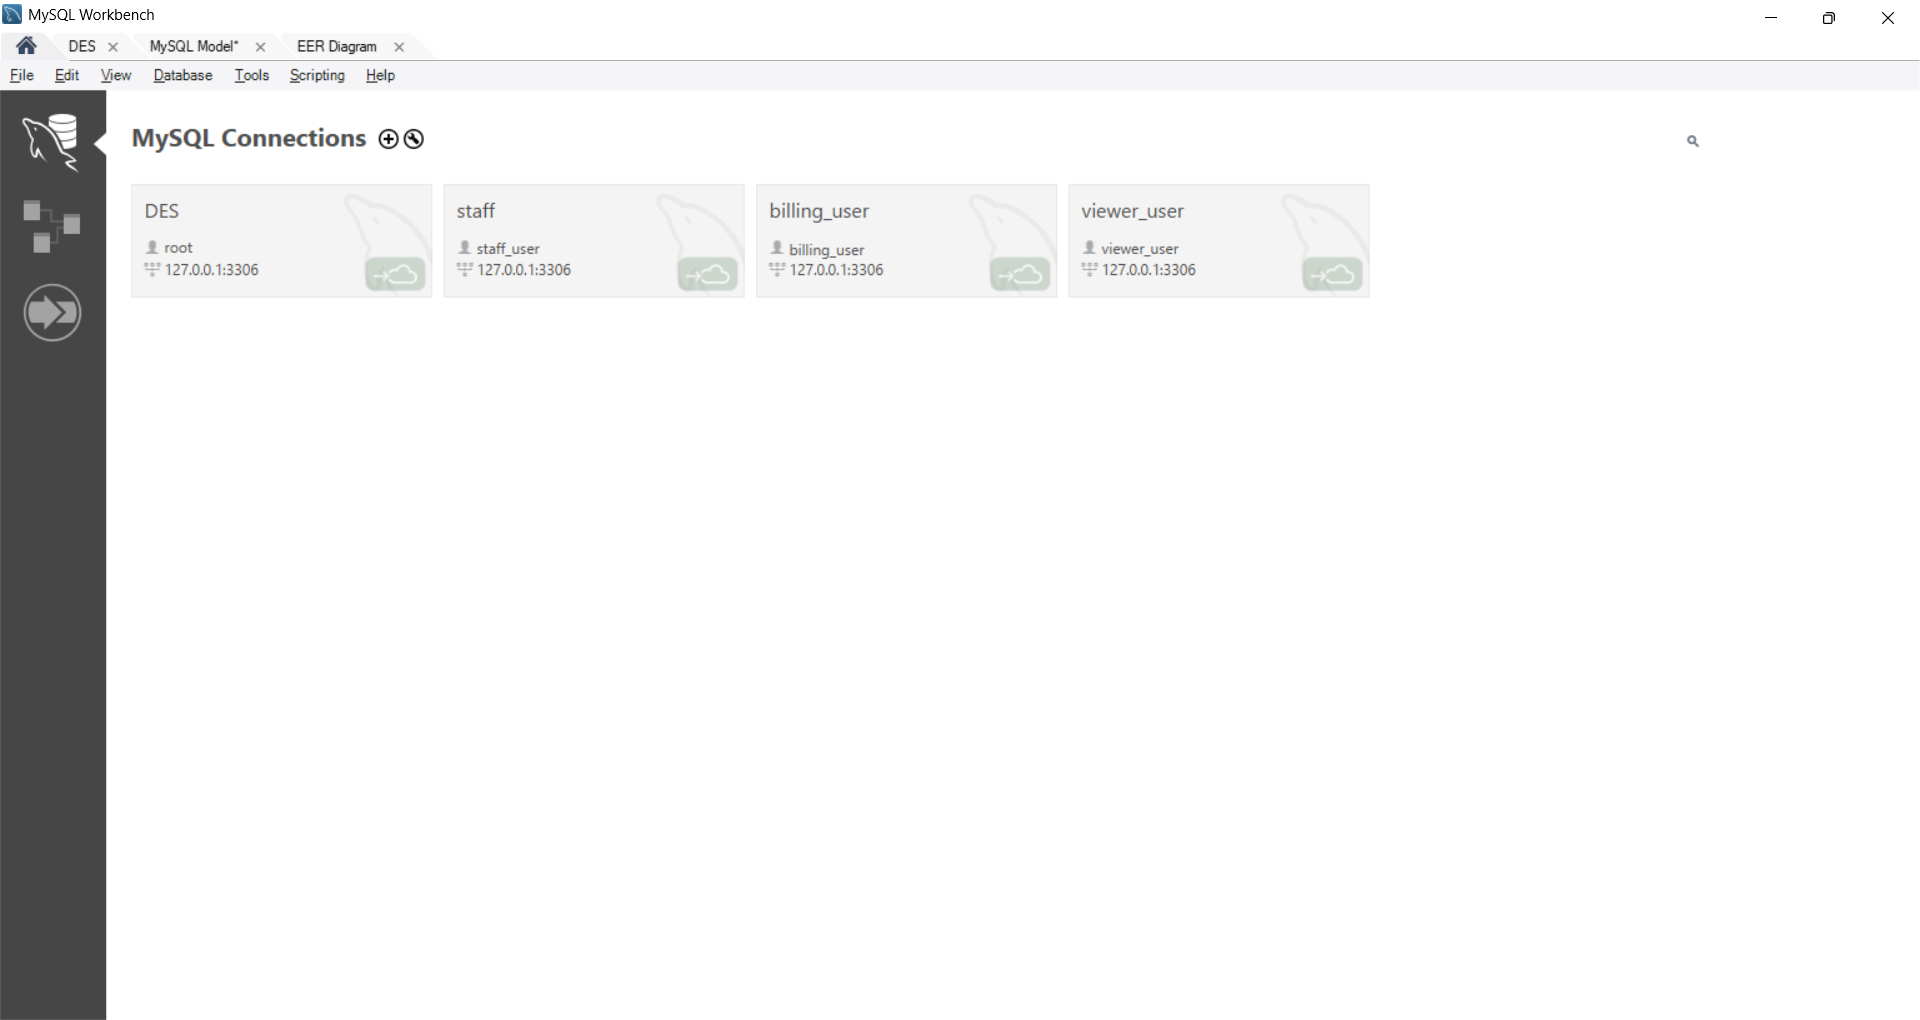 MySQL Workbench
DES
MySQL Model*
EER Diagram
File Edit View Database Tools Scripting Help
MySQL Connections
DES
root
127.0.0.1:3306
staff
staff_user
127.0.0.1:3306
billing_user
billing_user
127.0.0.1:3306
viewer_user
viewer_user
127.0.0.1:3306